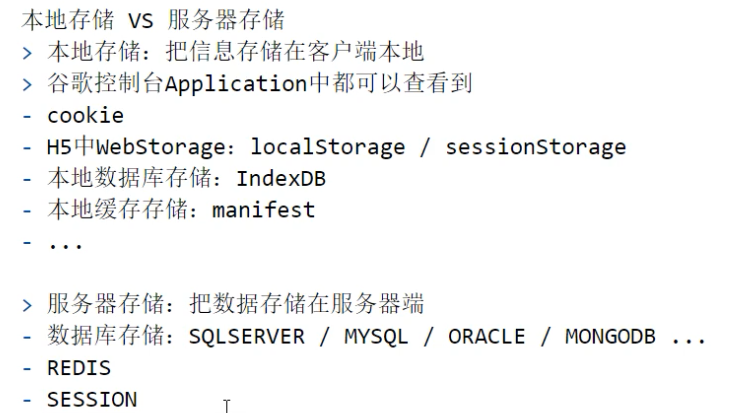 本地存储 VS 服务器存储
> 本地存储：把信息存储在客户端本地
> 谷歌控制台Application中都可以查看到
- cookie
- H5中WebStorage：localStorage / sessionStorage
- 本地数据库存储：IndexDB
- 本地缓存存储：manifest
- ...
> 服务器存储：把数据存储在服务器端
- 数据库存储：SQLSERVER / MYSQL / ORACLE / MONGODB ...
- REDIS
- SESSION